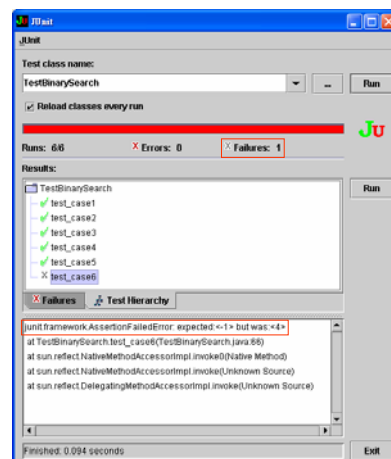 JUnit
JUnit
Test class name:
TestBinarySearch
... Run
Reload classes every run
JU
Runs: 6/6 X Errors: 0 X Failures: 1
Results:
TestBinarySearch Run
test_case1
test_case2
test_case3
test_case4
test_case5
test_case6
Failures Test Hierarchy
junit.framework.AssertionFailedError: expected:<-1> but was:<4>
at TestBinarySearch.test_case6(TestBinarySearch.java:66)
at sun.reflect.NativeMethodAccessorImpl.invoke0(Native Method)
at sun.reflect.NativeMethodAccessorImpl.invoke(Unknown Source)
at sun.reflect.DelegatingMethodAccessorImpl.invoke(Unknown Source)
Finished: 0.094 seconds Exit